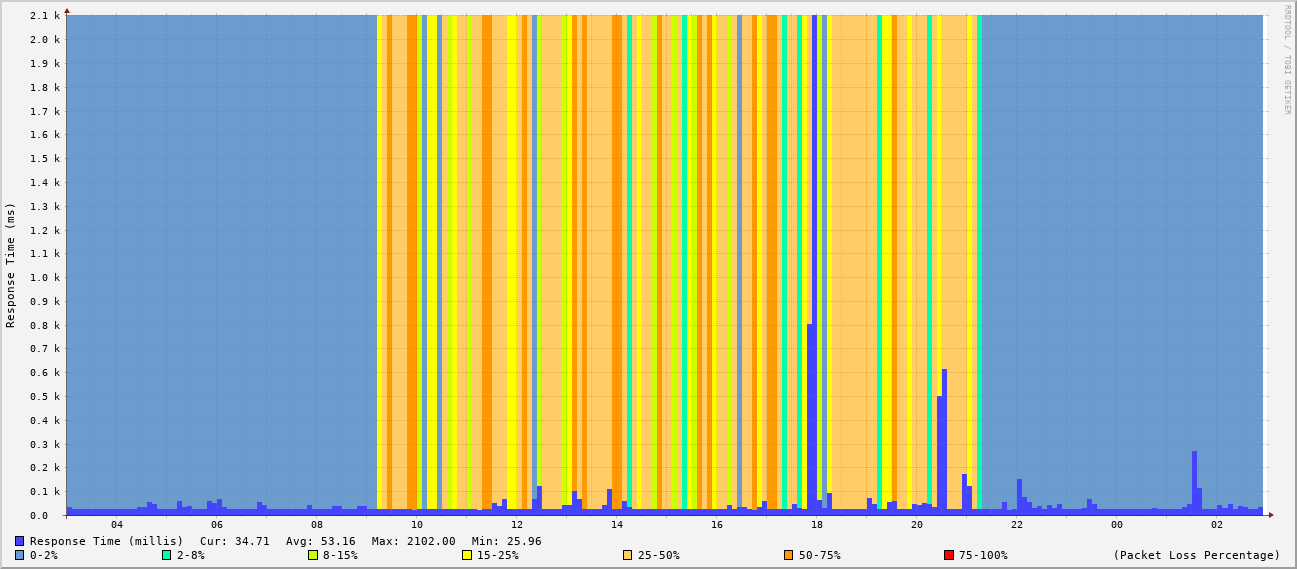 RRDTOOL / TOBI OETIKER
Response Time (ms)
2.1 k
2.0 k
1.9 k
1.8 k
1.7 k
1.6 k
1.5 k
1.4 k
1.3 k
1.2 k
1.1 k
1.0 k
0.9 k
0.8 k
0.7 k
0.6 k
0.5 k
0.4 k
0.3 k
0.2 k
0.1 k
0.0
04 06 08 10 12 14 16 18 20 22 00 02
Response Time (millis) Cur: 34.71 Avg: 53.16 Max: 2102.00 Min: 25.96
0-2% 2-8% 8-15% 15-25% 25-50% 50-75% 75-100% (Packet Loss Percentage)